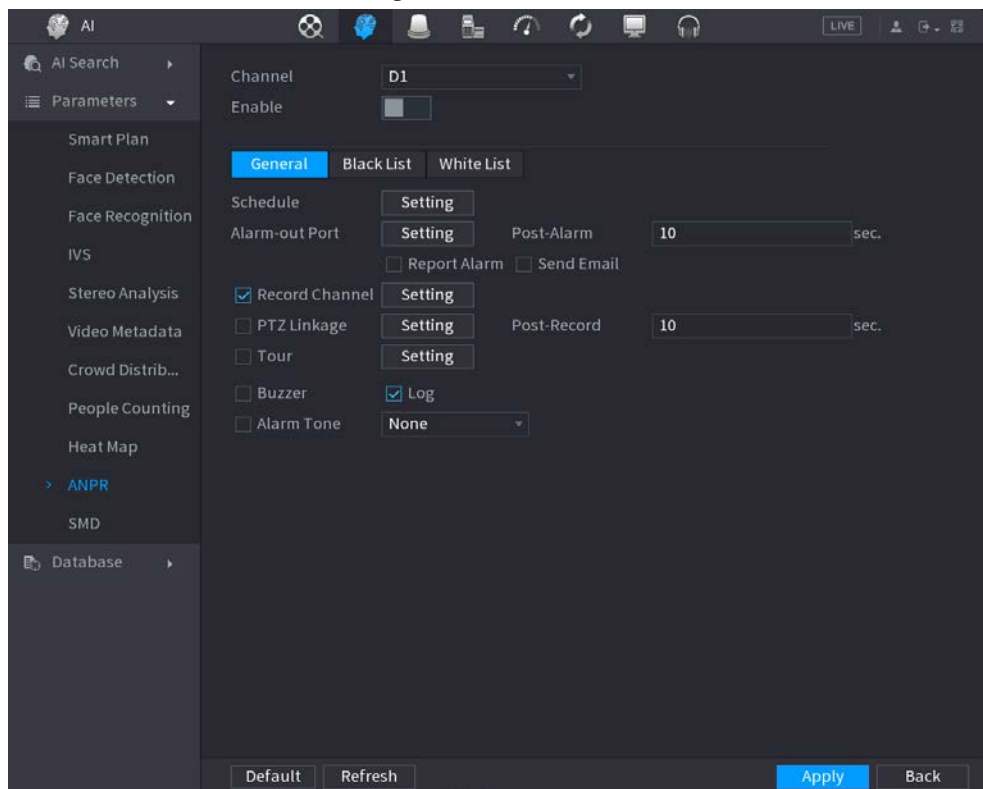 AI
LIVE
AI Search
Parameters
Smart Plan
Face Detection
Face Recognition
IVS
Stereo Analysis
Video Metadata
Crowd Distrib...
People Counting
Heat Map
ANPR
SMD
Database
Channel D1
Enable
General Black List White List
Schedule Setting
Alarm-out Port Setting Post-Alarm 10 sec.
Report Alarm Send Email
Record Channel Setting
PTZ Linkage Setting Post-Record 10 sec.
Tour Setting
Buzzer Log
Alarm Tone None
Default Refresh Apply Back